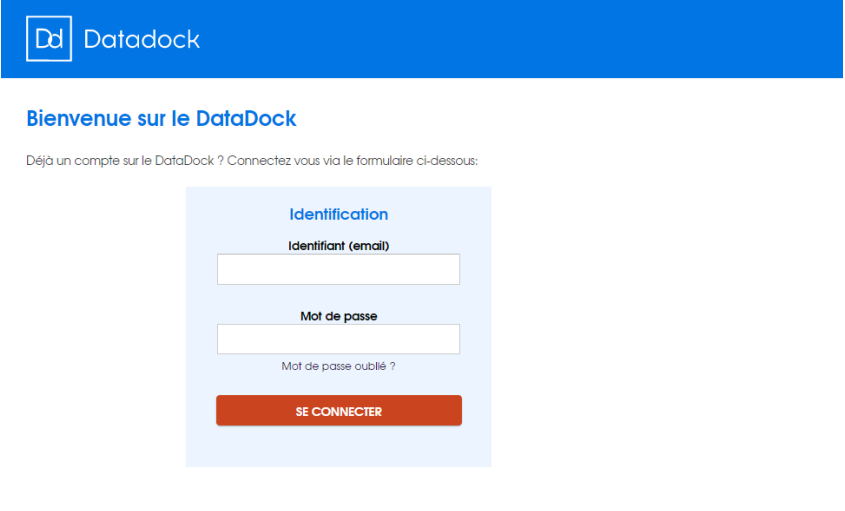 Dd Datadock
Bienvenue sur le DataDock
Déjà un compte sur le DataDock ? Connectez vous via le formulaire ci-dessous:
Identification
Identifiant (email)
Mot de passe
Mot de passe oublié ?
SE CONNECTER